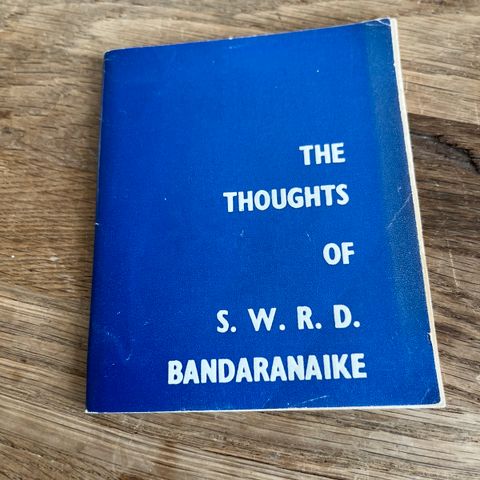 THE
THOUGHTS
OF
S. W. R. D.
BANDARANAIKE